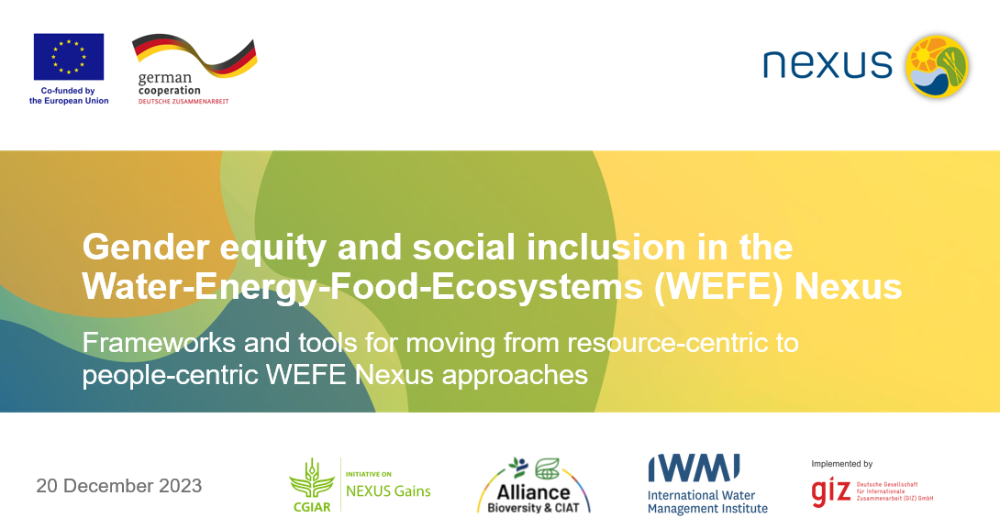 Co-funded by
the European Union
german
cooperation
DEUTSCHE ZUSAMMENARBEIT
nexus
Gender equity and social inclusion in the
Water-Energy-Food-Ecosystems (WEFE) Nexus
Frameworks and tools for moving from resource-centric to
people-centric WEFE Nexus approaches
20 December 2023
CGIAR
INITIATIVE ON
NEXUS Gains
Alliance
Bioversity & CIAT
IWMI
International Water
Management Institute
Implemented by
giz
Deutsche Gesellschaft
für Internationale
Zusammenarbeit (GIZ) GmbH